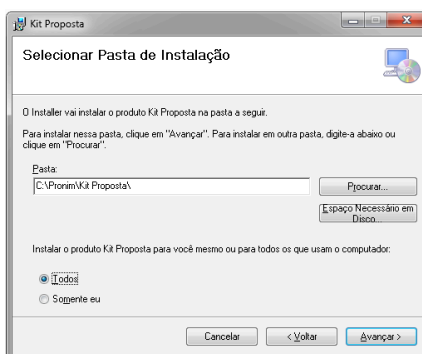 Kit Proposta
Selecionar Pasta de Instalação
O Installer vai instalar o produto Kit Proposta na pasta a seguir.
Para instalar nessa pasta, clique em "Avançar". Para instalar em outra pasta, digite-a abaixo ou
clique em "Procurar".
Pasta:
C:\Pronim\Kit Proposta\
Procurar...
Espaço Necessário em
Disco...
Instalar o produto Kit Proposta para você mesmo ou para todos os que usam o computador:
Todos
Somente eu
Cancelar
< Voltar
Avançar >